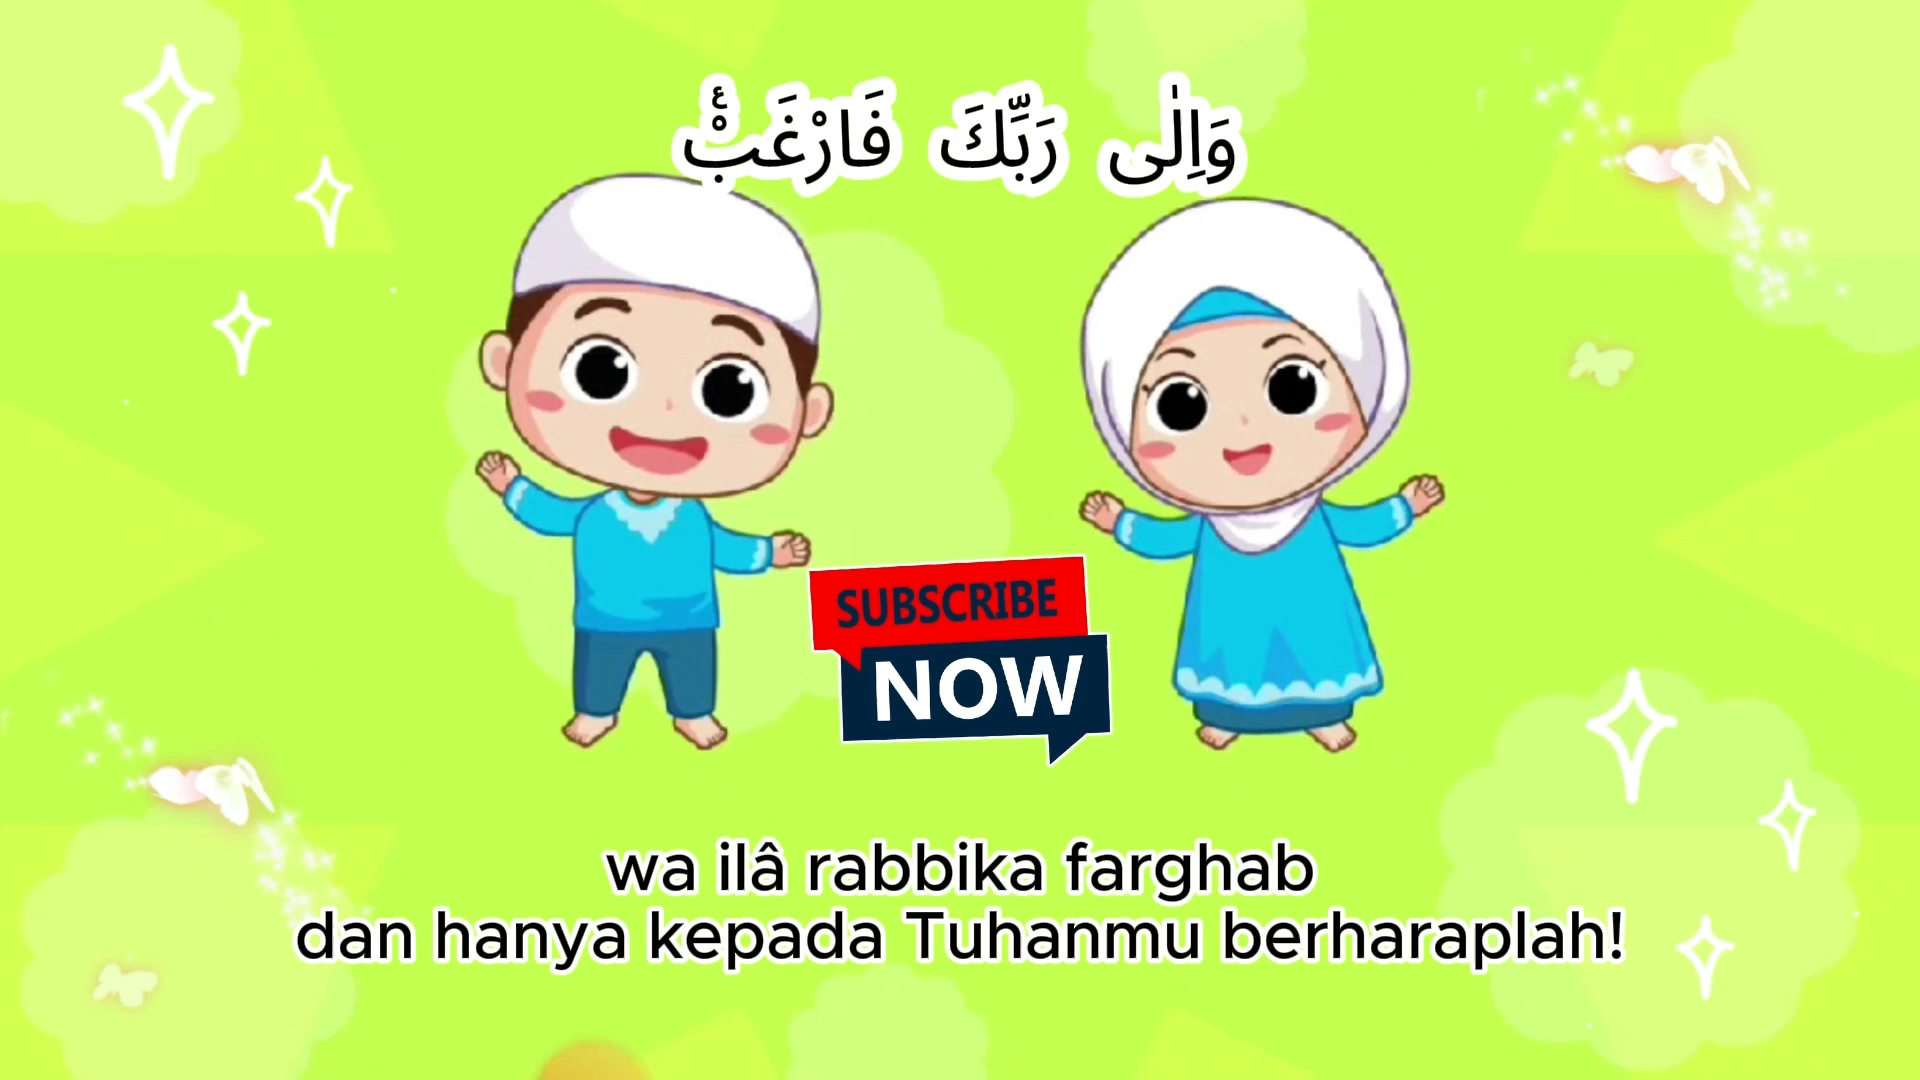 وَاِلٰى رَبِّكَ فَارْغَبْ ࣖ
SUBSCRIBE
NOW
wa ilâ rabbika farghab
dan hanya kepada Tuhanmu berharaplah!